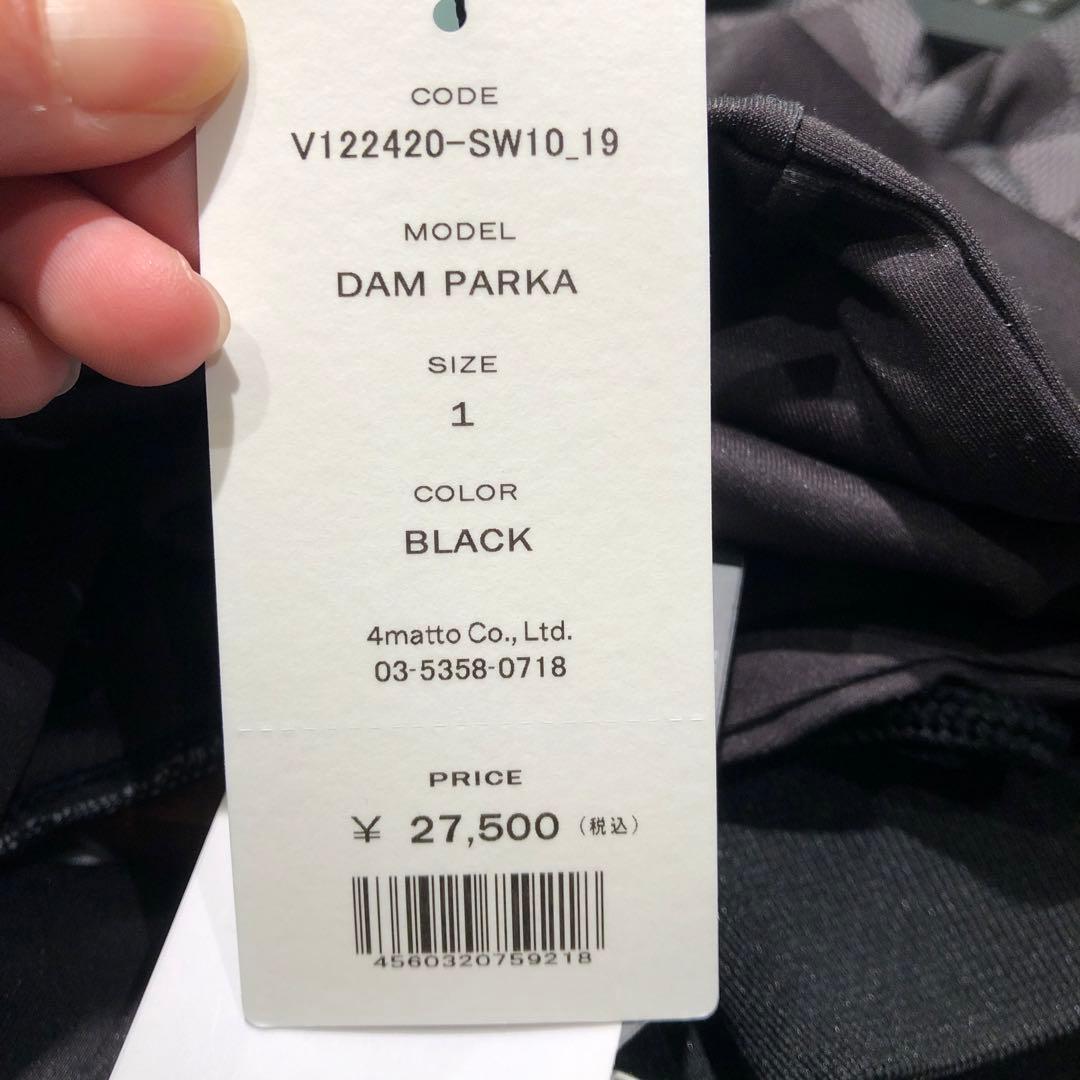 CODE
V122420-SW10_19
MODEL
DAM PARKA
SIZE
1
COLOR
BLACK
4matto Co., Ltd.
03-5358-0718
PRICE
¥ 27,500 (税込)
4560320759218